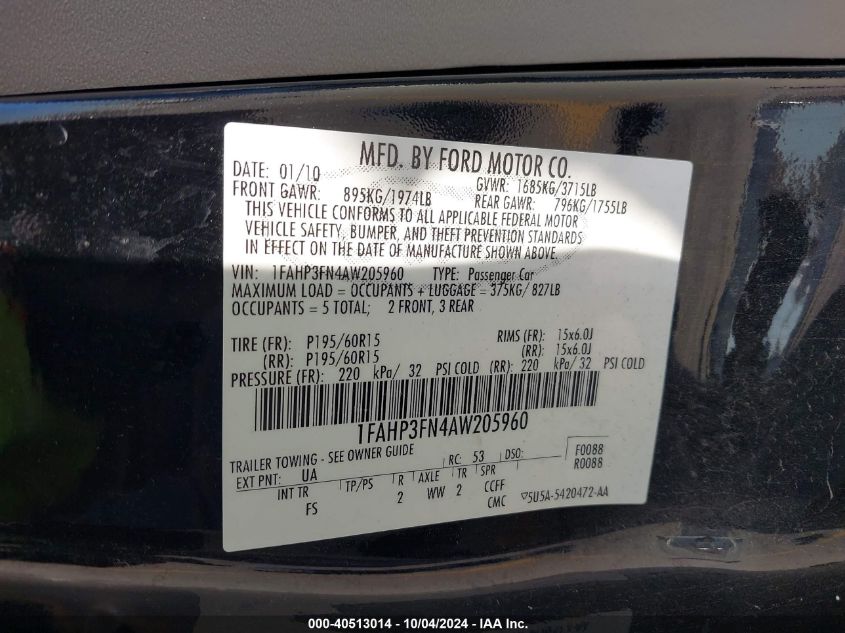 MFD. BY FORD MOTOR CO.
DATE: 01/10 GVWR: 1685KG/3715LB
FRONT GAWR: 895KG/1974LB REAR GAWR: 796KG/1755LB
THIS VEHICLE CONFORMS TO ALL APPLICABLE FEDERAL MOTOR
VEHICLE SAFETY, BUMPER, AND THEFT PREVENTION STANDARDS
IN EFFECT ON THE DATE OF MANUFACTURE SHOWN ABOVE.
VIN: 1FAHP3FN4AW205960 TYPE: PASSENGER CAR
MAXIMUM LOAD = OCCUPANTS + LUGGAGE = 375KG/ 827LB
OCCUPANTS = 5 TOTAL; 2 FRONT, 3 REAR
TIRE (FR): P195/60R15 RIMS (FR): 15x6.0J
(RR): P195/60R15 (RR): 15x6.0J
PRESSURE (FR): 220 kPa/ 32 PSI COLD (RR): 220 kPa/ 32 PSI COLD
1FAHP3FN4AW205960
TRAILER TOWING - SEE OWNER GUIDE RC: 53 DSO: F0088
EXT PNT: UA R0088
INT TR TP/PS R AXLE TR SPR
FS 2 WW 2 CCFF
CMC ▽5U5A-5420472-AA
000-40513014 - 10/04/2024 - IAA Inc.